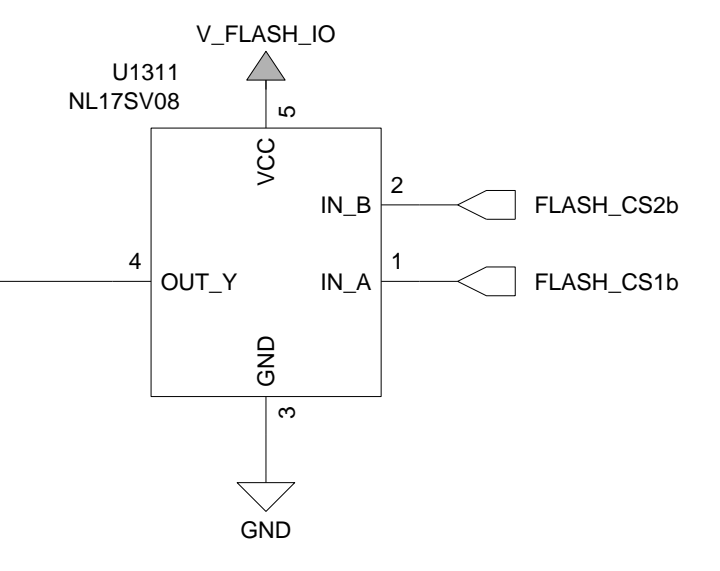 V_FLASH_IO
U1311
NL17SV08
5
VCC
2
IN_B
FLASH_CS2b
4
1
OUT_Y
IN_A
FLASH_CS1b
GND
3
GND